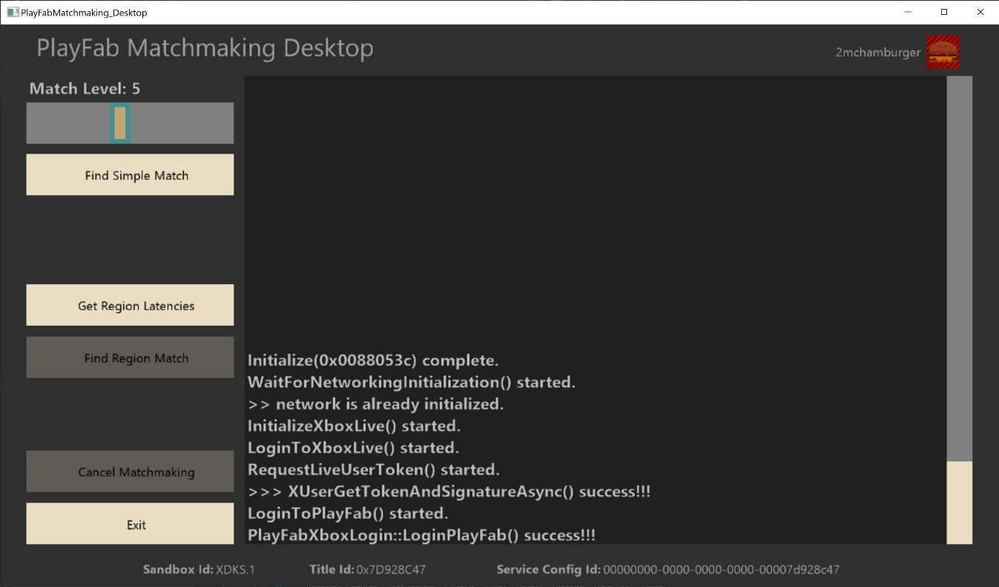 PlayFabMatchmaking_Desktop
PlayFab Matchmaking Desktop
2mchamburger
Match Level: 5
Find Simple Match
Get Region Latencies
Find Region Match
Cancel Matchmaking
Exit
Initialize(0x0088053c) complete.
WaitForNetworkingInitialization() started.
>> network is already initialized.
InitializeXboxLive() started.
LoginToXboxLive() started.
RequestLiveUserToken() started.
>>> XUserGetTokenAndSignatureAsync() success!!!
LoginToPlayFab() started.
PlayFabXboxLogin::LoginPlayFab() success!!!
Sandbox Id: XDKS.1 Title Id: 0x7D928C47 Service Config Id: 00000000-0000-0000-0000-00007d928c47